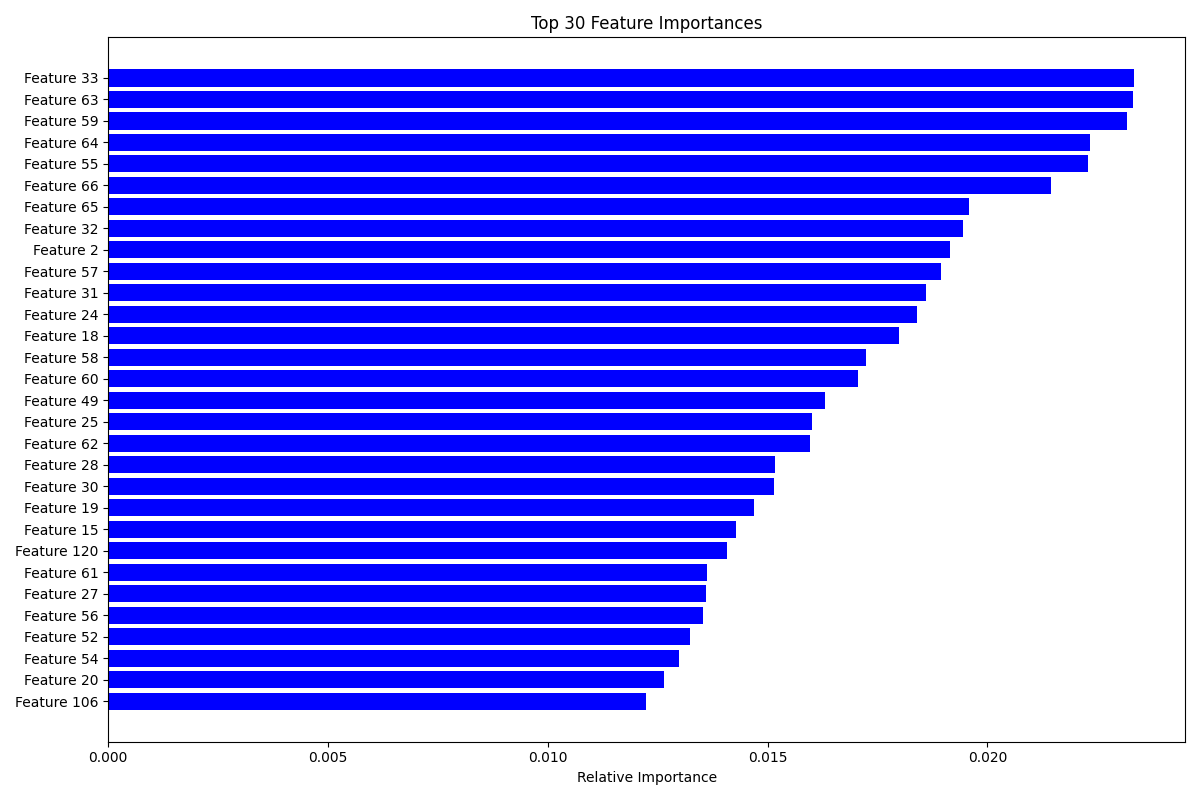 Top 30 Feature Importances
Feature 33
Feature 63
Feature 59
Feature 64
Feature 55
Feature 66
Feature 65
Feature 32
Feature 2
Feature 57
Feature 31
Feature 24
Feature 18
Feature 58
Feature 60
Feature 49
Feature 25
Feature 62
Feature 28
Feature 30
Feature 19
Feature 15
Feature 120
Feature 61
Feature 27
Feature 56
Feature 52
Feature 54
Feature 20
Feature 106
0.000 0.005 0.010 0.015 0.020
Relative Importance